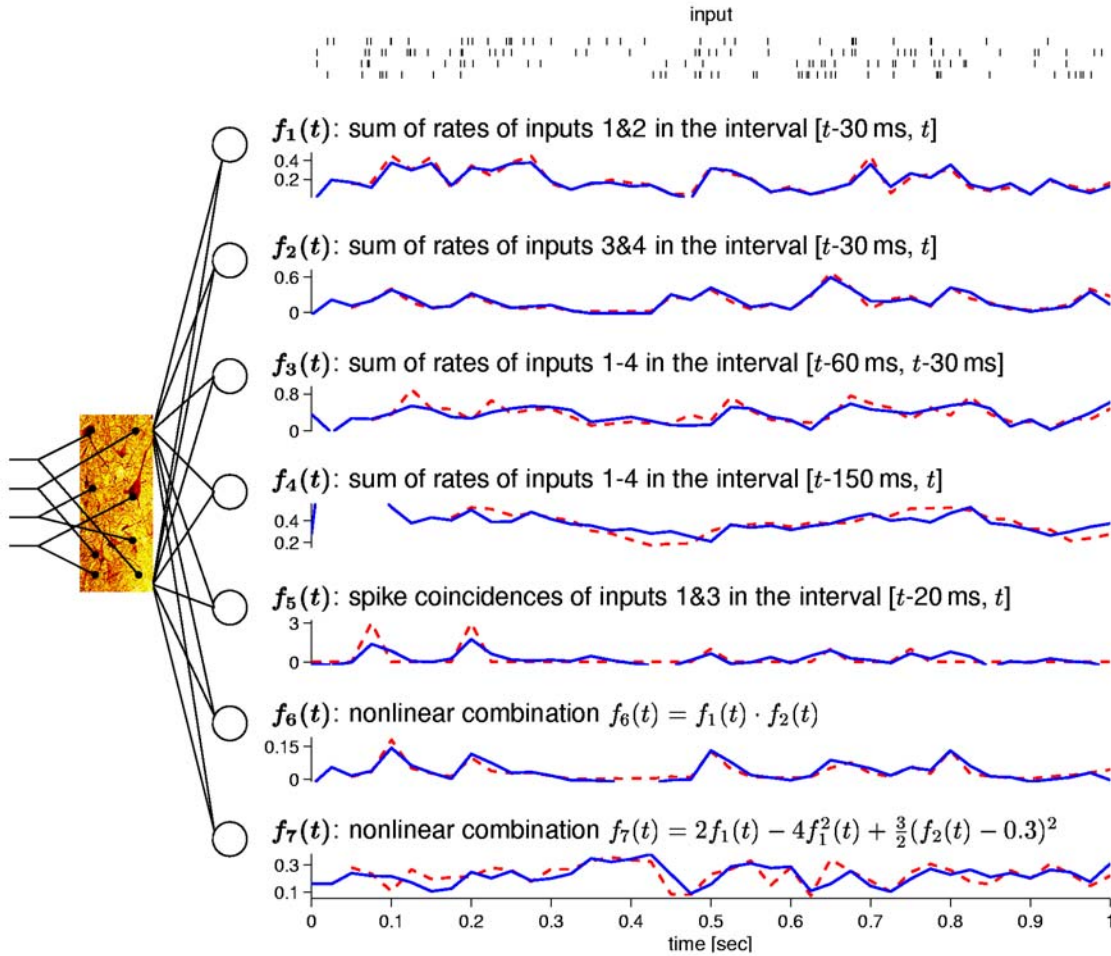 input
f₁(t): sum of rates of inputs 1&2 in the interval [t-30 ms, t]
0.4
0.2
f₂(t): sum of rates of inputs 3&4 in the interval [t-30 ms, t]
0.6
0
f₃(t): sum of rates of inputs 1-4 in the interval [t-60 ms, t-30 ms]
0.8
0
f₄(t): sum of rates of inputs 1-4 in the interval [t-150 ms, t]
0.4
0.2
f₅(t): spike coincidences of inputs 1&3 in the interval [t-20 ms, t]
3
0
f₆(t): nonlinear combination f₆(t) = f₁(t) · f₂(t)
0.15
0
f₇(t): nonlinear combination f₇(t) = 2f₁(t) − 4f₁²(t) + 3/2(f₂(t) − 0.3)²
0.3
0.1
0 0.1 0.2 0.3 0.4 0.5 0.6 0.7 0.8 0.9 1
time [sec]